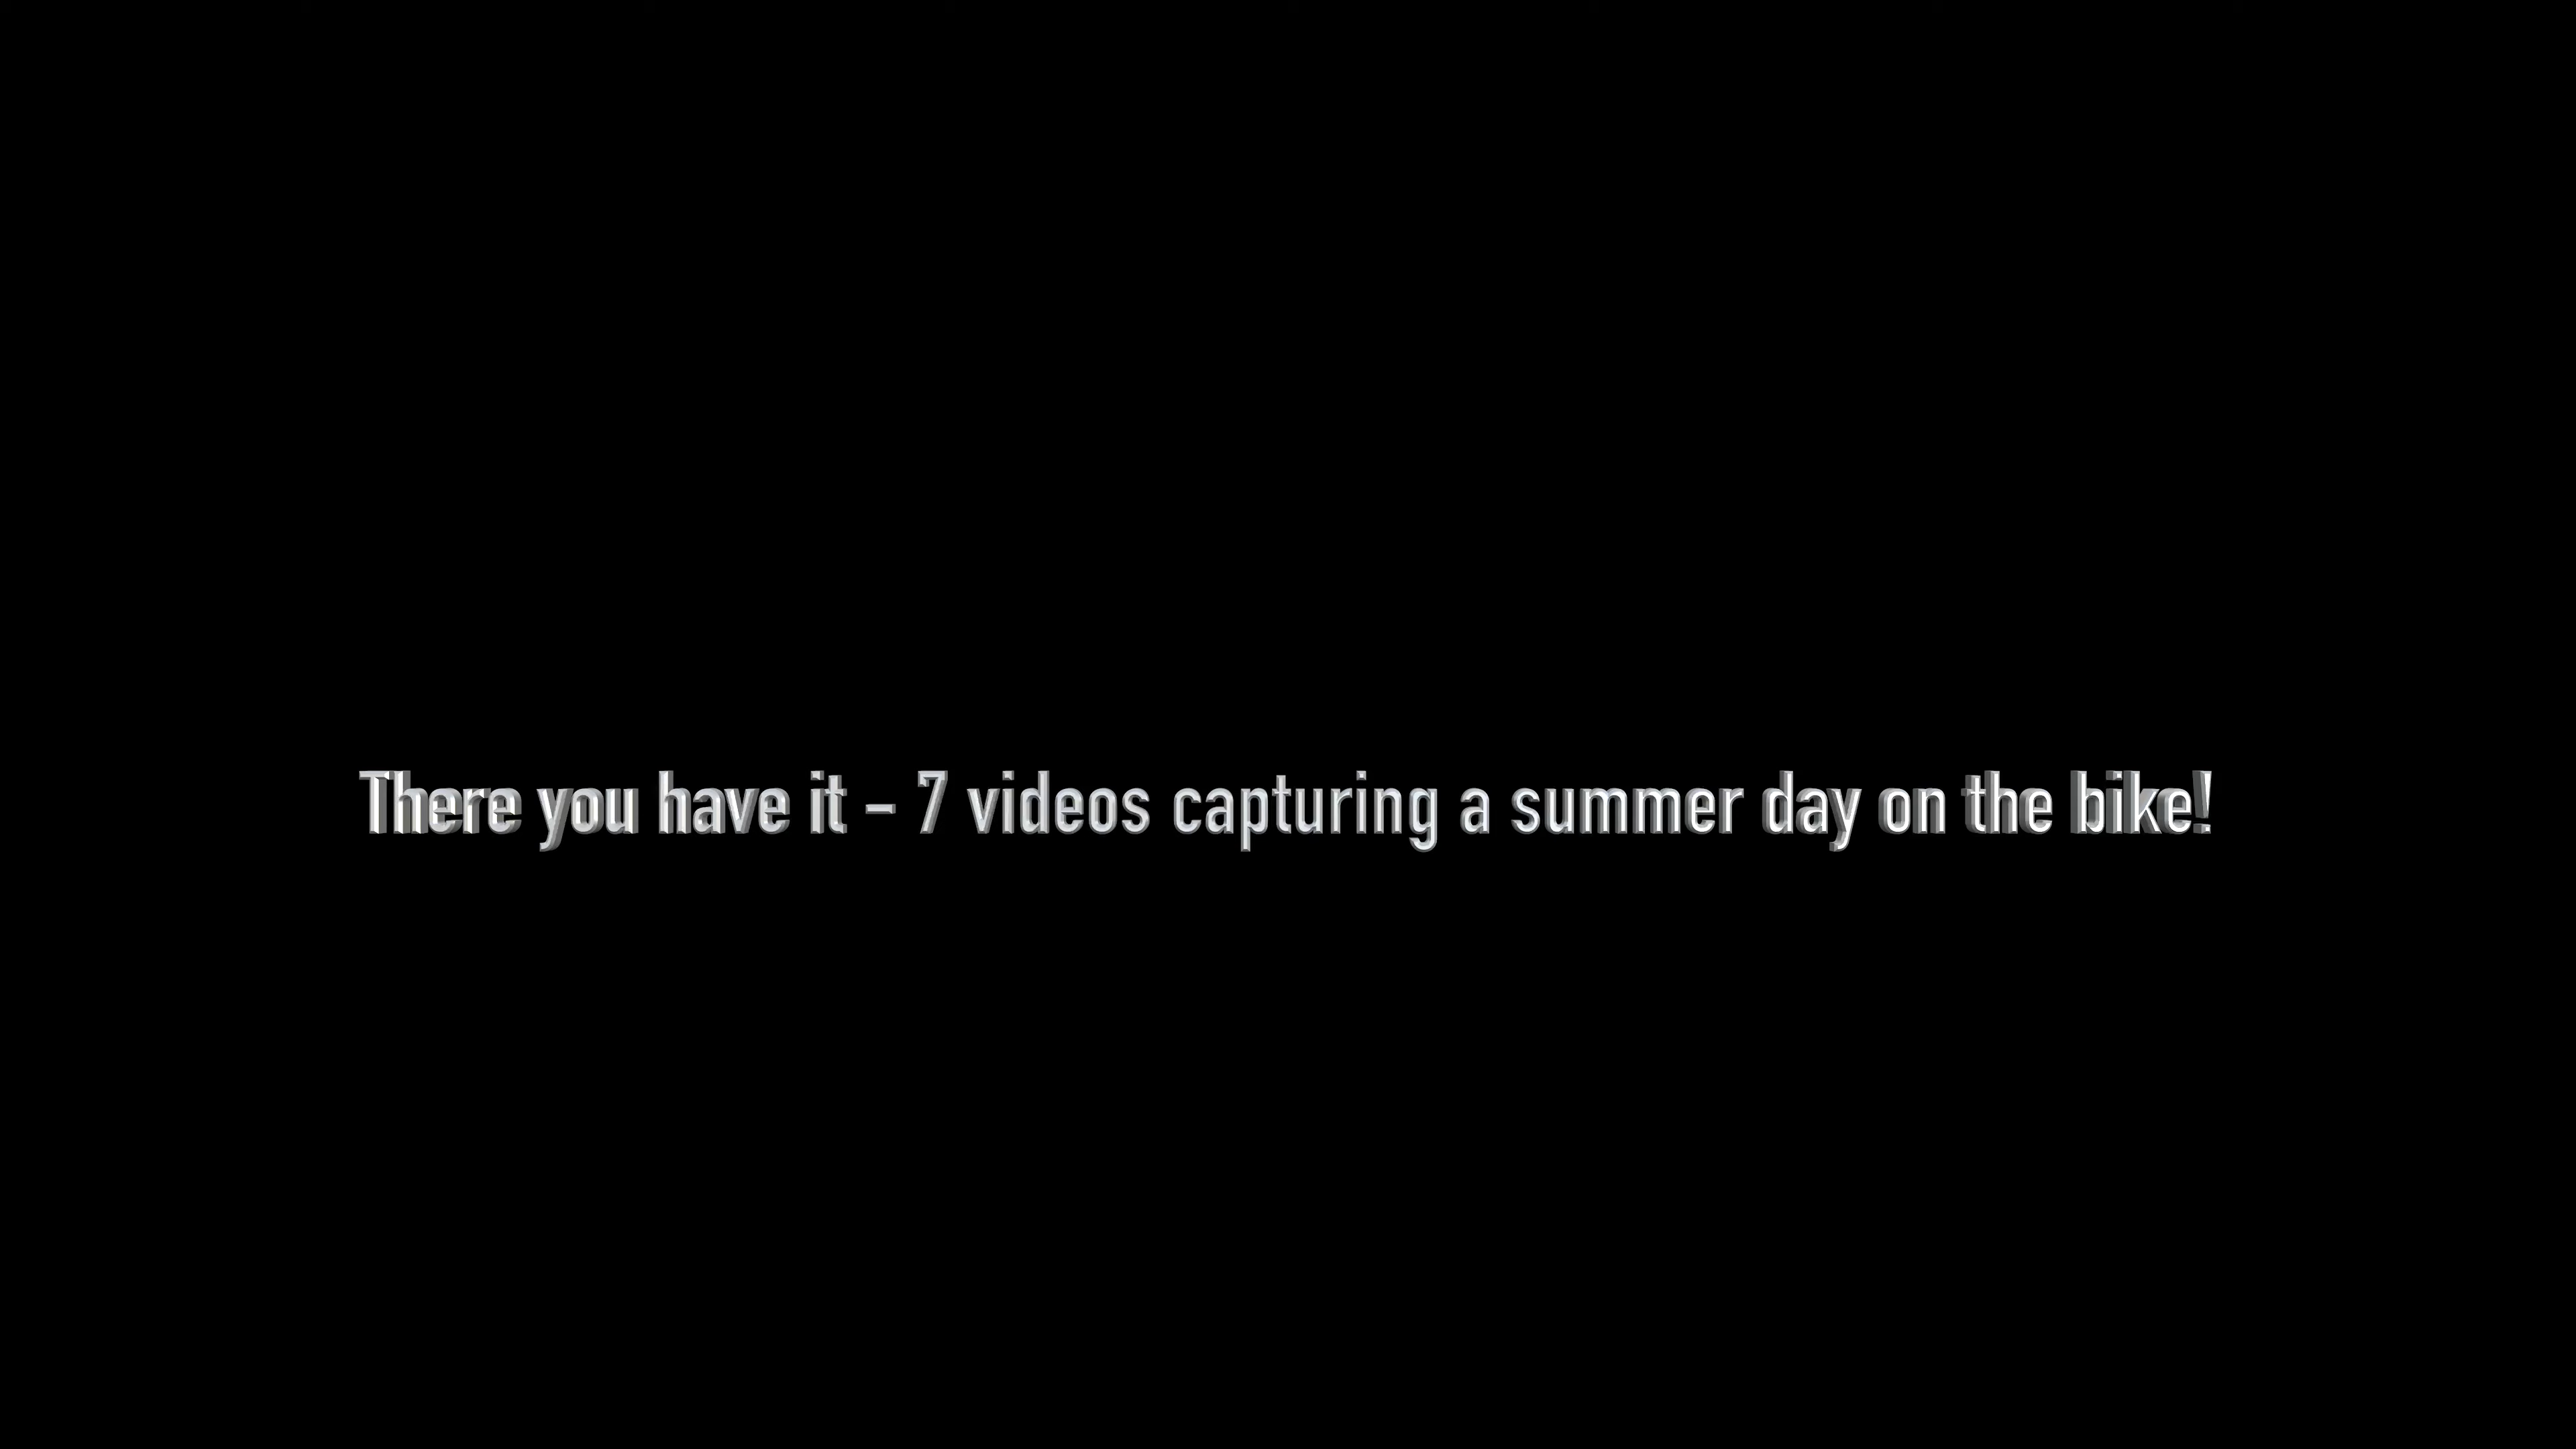 There you have it – 7 videos capturing a summer day on the bike!